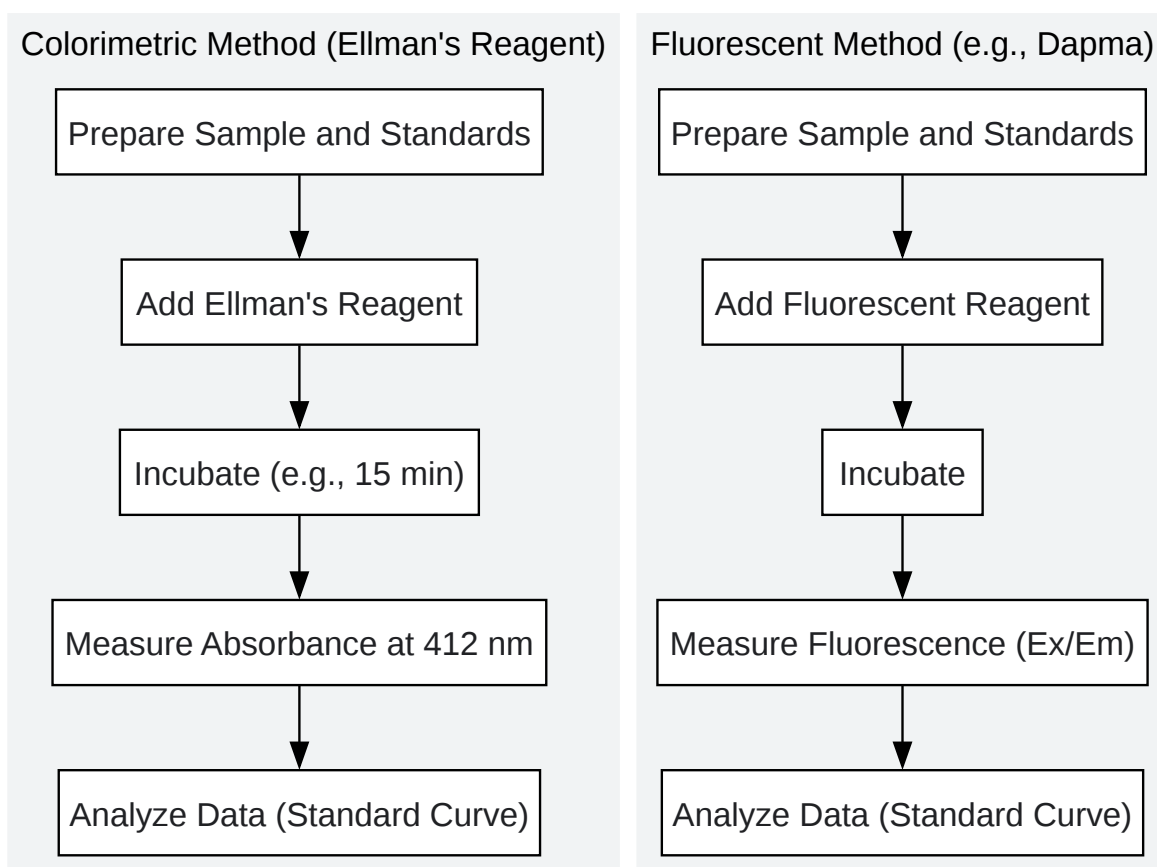 Colorimetric Method (Ellman's Reagent)
Prepare Sample and Standards
Add Ellman's Reagent
Incubate (e.g., 15 min)
Measure Absorbance at 412 nm
Analyze Data (Standard Curve)
Fluorescent Method (e.g., Dapma)
Prepare Sample and Standards
Add Fluorescent Reagent
Incubate
Measure Fluorescence (Ex/Em)
Analyze Data (Standard Curve)